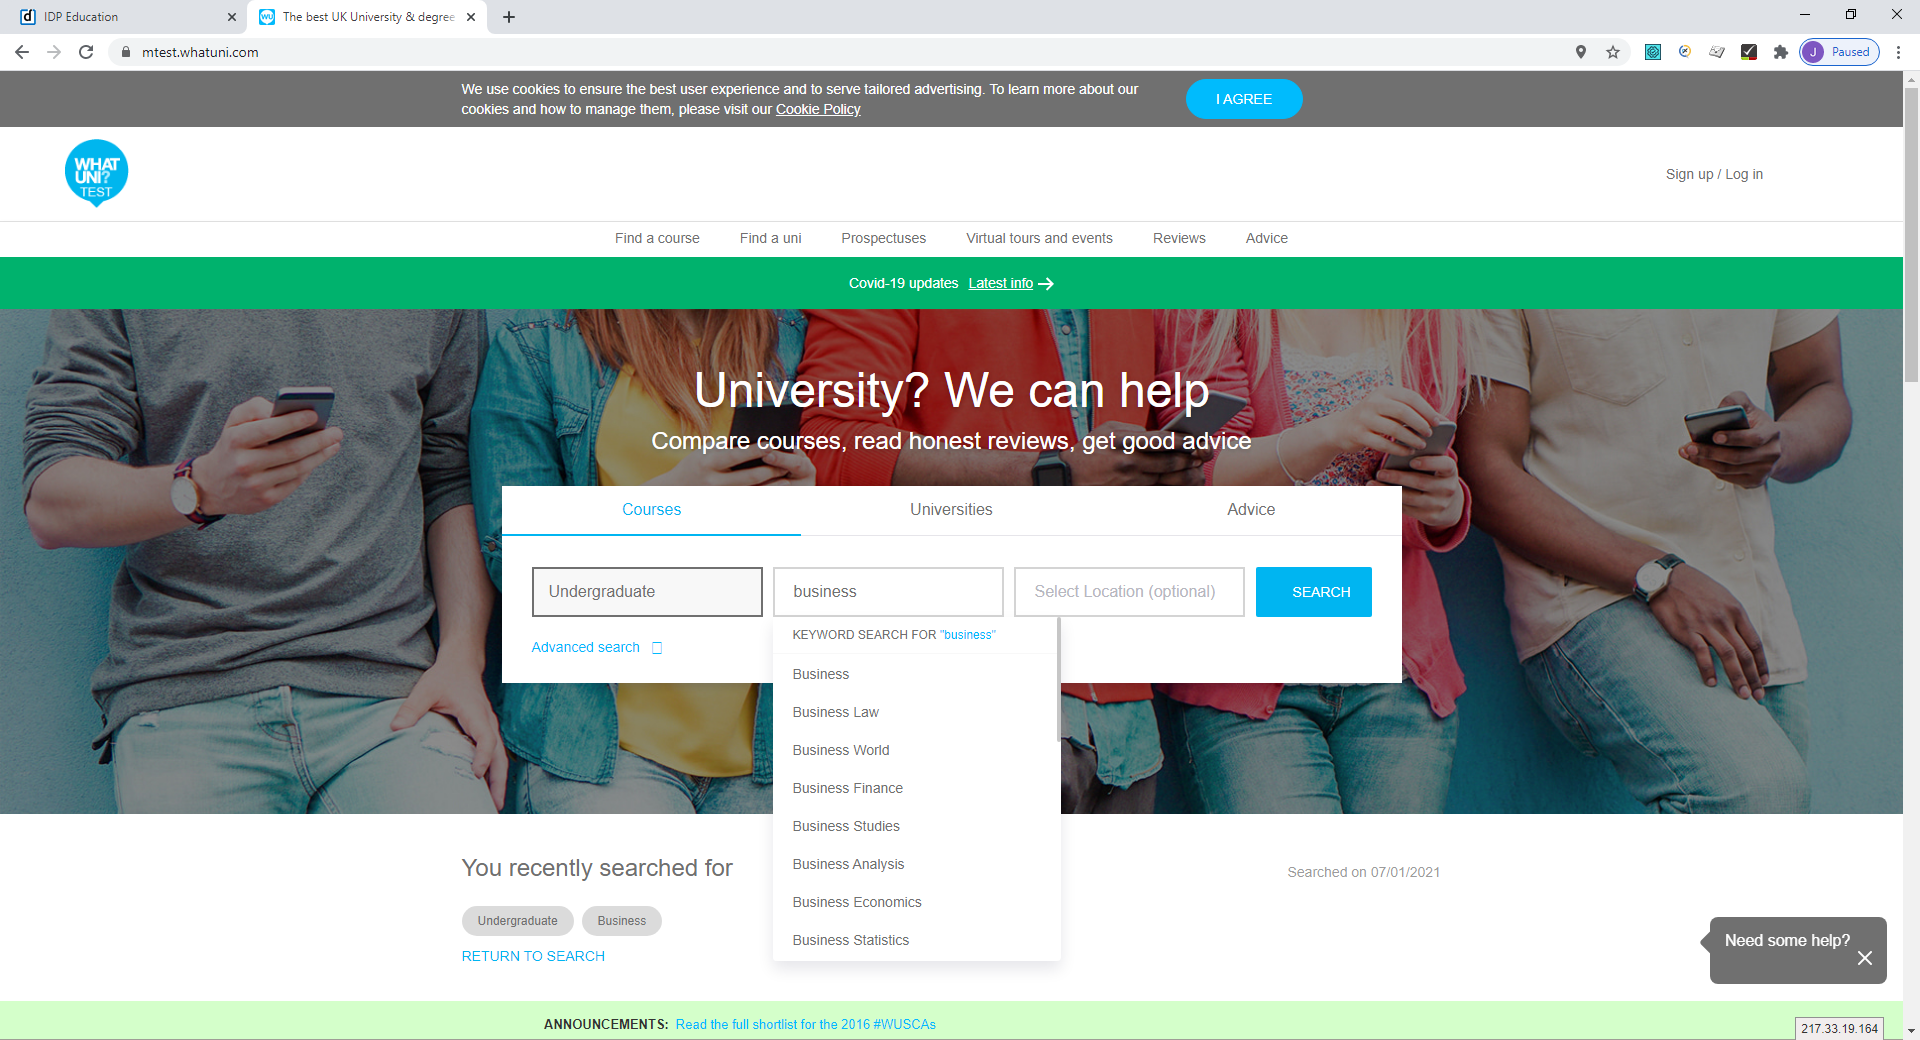 IDP Education
The best UK University & degree
mtest.whatuni.com
J Paused
We use cookies to ensure the best user experience and to serve tailored advertising. To learn more about our
cookies and how to manage them, please visit our Cookie Policy
I AGREE
WHAT
UNI?
TEST
Sign up / Log in
Find a course Find a uni Prospectuses Virtual tours and events Reviews Advice
Covid-19 updates Latest info
University? We can help
Compare courses, read honest reviews, get good advice
Courses Universities Advice
Undergraduate business Select Location (optional) SEARCH
Advanced search
KEYWORD SEARCH FOR "business"
Business
Business Law
Business World
Business Finance
Business Studies
Business Analysis
Business Economics
Business Statistics
You recently searched for
Searched on 07/01/2021
Undergraduate Business
RETURN TO SEARCH
Need some help?
ANNOUNCEMENTS: Read the full shortlist for the 2016 #WUSCAs
217.33.19.164